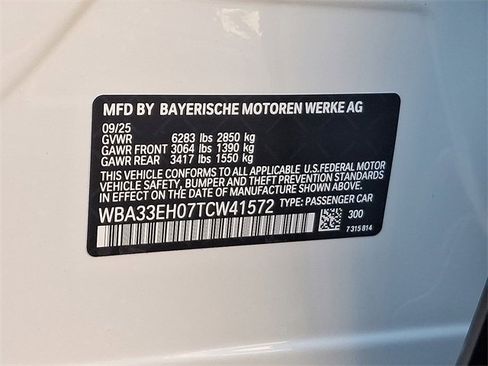 MFD BY BAYERISCHE MOTOREN WERKE AG
09/25
GVWR 6283 lbs 2850 kg
GAWR FRONT 3064 lbs 1390 kg
GAWR REAR 3417 lbs 1550 kg
THIS VEHICLE CONFORMS TO ALL APPLICABLE U.S.FEDERAL MOTOR
VEHICLE SAFETY, BUMPER, AND THEFT PREVENTION STANDARDS
IN EFFECT ON THE DATE OF MANUFACTURE SHOWN ABOVE.
WBA33EH07TCW41572 TYPE: PASSENGER CAR
300
7 315 814